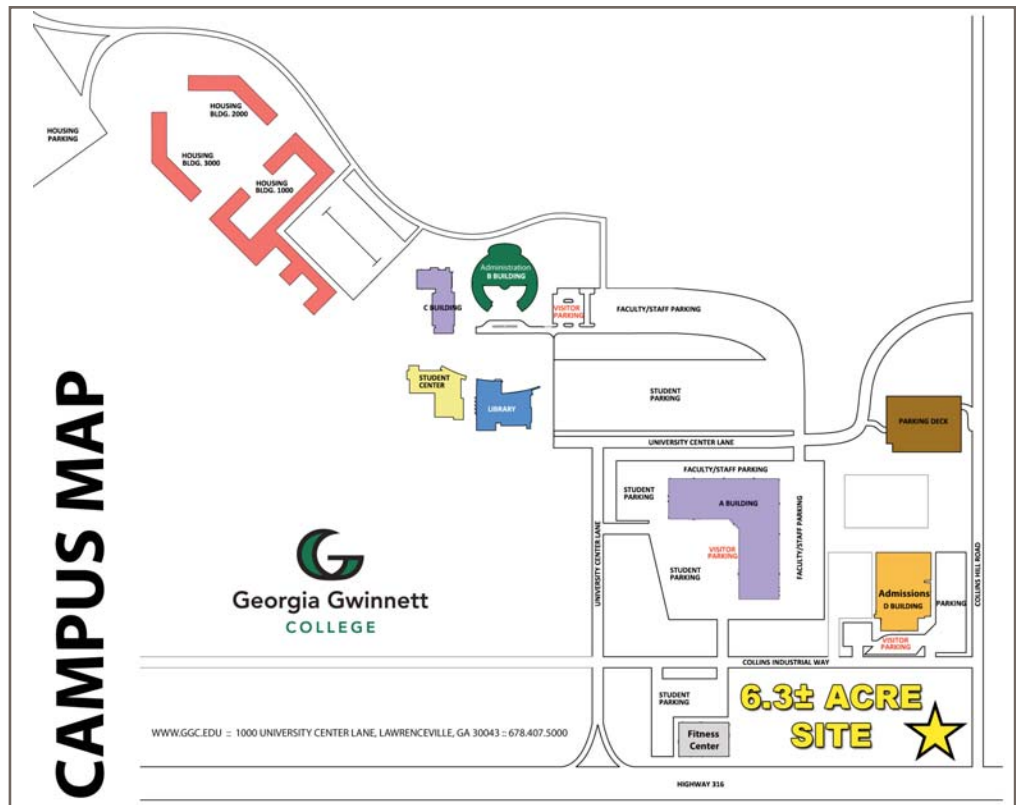 CAMPUS MAP
HOUSING
PARKING
HOUSING
BLDG. 2000
HOUSING
BLDG. 3000
HOUSING
BLDG. 1000
Administration
B BUILDING
C BUILDING
VISITOR
PARKING
FACULTY/STAFF PARKING
STUDENT
CENTER
LIBRARY
STUDENT
PARKING
PARKING DECK
UNIVERSITY CENTER LANE
FACULTY/STAFF PARKING
STUDENT
PARKING
A BUILDING
FACULTY/STAFF PARKING
VISITOR
PARKING
STUDENT
PARKING
UNIVERSITY CENTER LANE
COLLINS HILL ROAD
Admissions
D BUILDING
PARKING
VISITOR
PARKING
G
Georgia Gwinnett
COLLEGE
COLLINS INDUSTRIAL WAY
STUDENT
PARKING
6.3± ACRE
SITE
Fitness
Center
WWW.GGC.EDU :: 1000 UNIVERSITY CENTER LANE, LAWRENCEVILLE, GA 30043 :: 678.407.5000
HIGHWAY 316